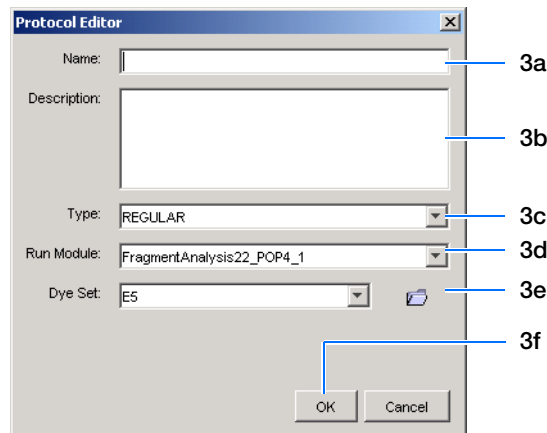 Protocol Editor
Name:
3a
Description:
3b
Type: REGULAR
3c
Run Module: FragmentAnalysis22_POP4_1
3d
Dye Set: E5
3e
3f
OK Cancel